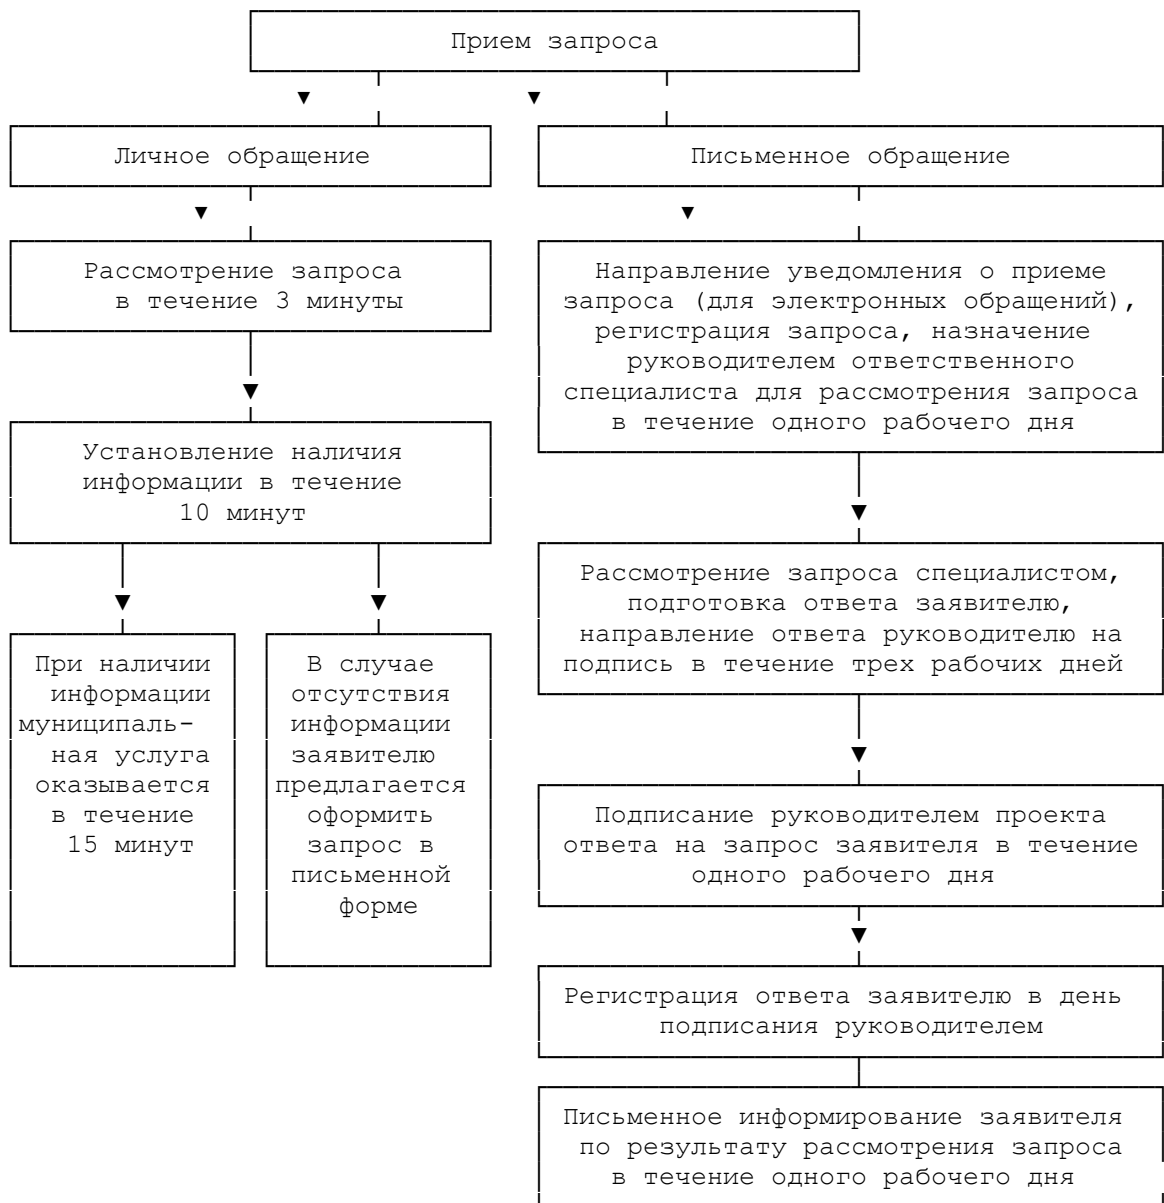 Прием запроса
Личное обращение
Письменное обращение
Рассмотрение запроса
в течение 3 минуты
Направление уведомления о приеме
запроса (для электронных обращений),
регистрация запроса, назначение
руководителем ответственного
специалиста для рассмотрения запроса
в течение одного рабочего дня
Установление наличия
информации в течение
10 минут
Рассмотрение запроса специалистом,
подготовка ответа заявителю,
направление ответа руководителю на
подпись в течение трех рабочих дней
При наличии
информации
муниципаль-
ная услуга
оказывается
в течение
15 минут
В случае
отсутствия
информации
заявителю
предлагается
оформить
запрос в
письменной
форме
Подписание руководителем проекта
ответа на запрос заявителя в течение
одного рабочего дня
Регистрация ответа заявителю в день
подписания руководителем
Письменное информирование заявителя
по результату рассмотрения запроса
в течение одного рабочего дня